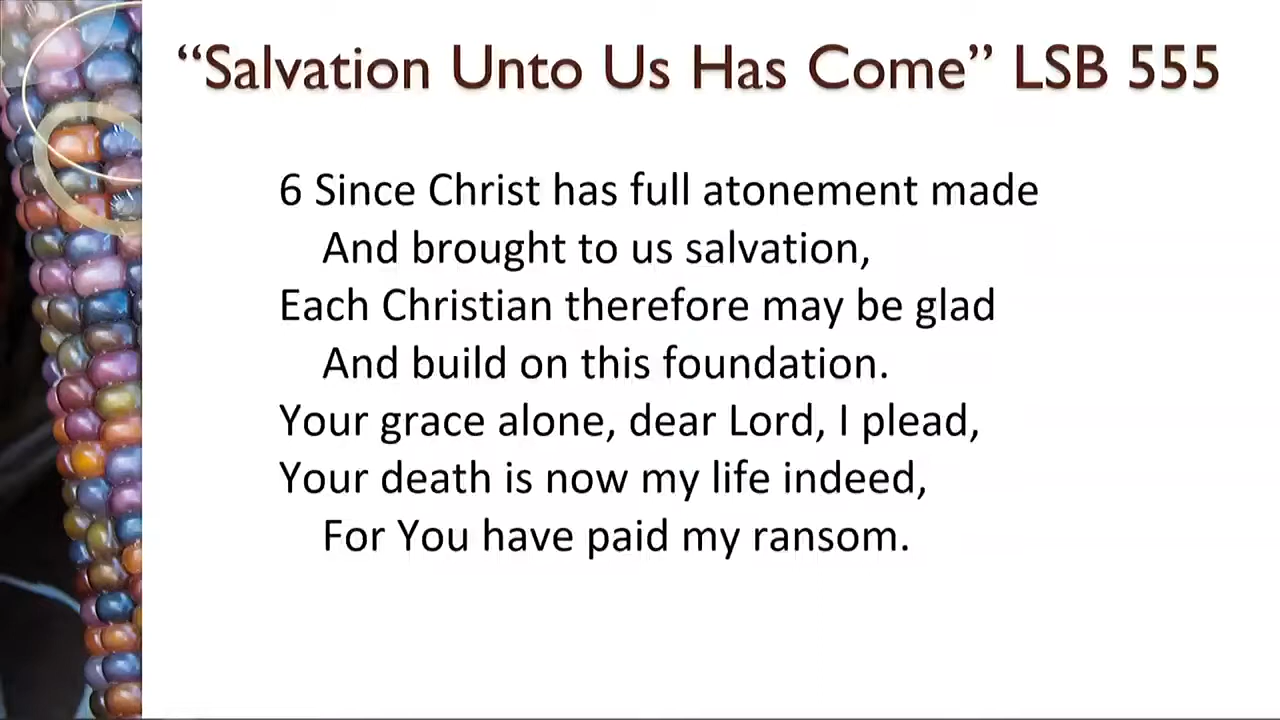 “Salvation Unto Us Has Come” LSB 555
6 Since Christ has full atonement made
And brought to us salvation,
Each Christian therefore may be glad
And build on this foundation.
Your grace alone, dear Lord, I plead,
Your death is now my life indeed,
For You have paid my ransom.